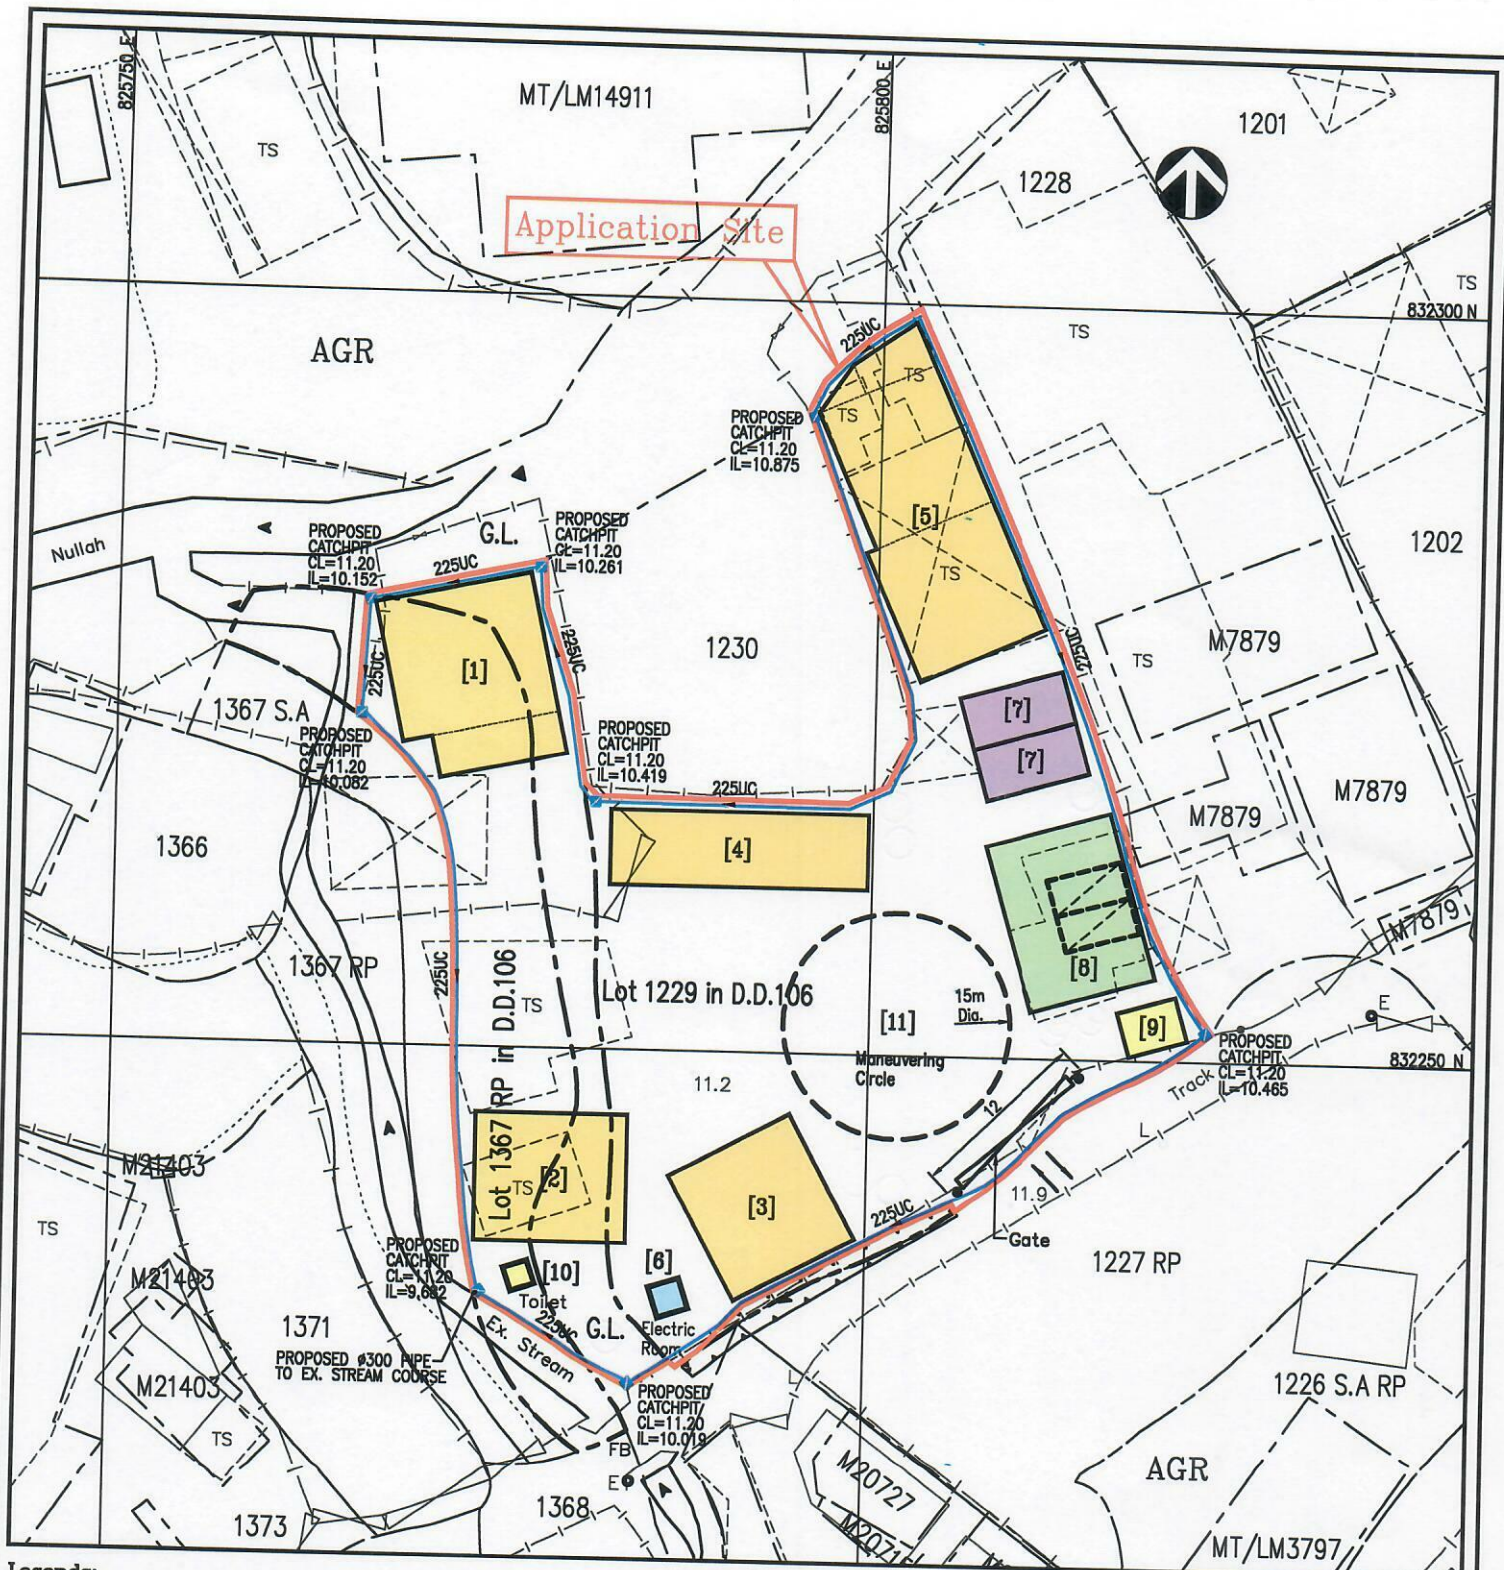 825750 E
825800 E
MT/LM14911
1201
TS
1228
Application Site
TS
832300 N
TS
AGR
225UC
TS
TS
PROPOSED
CATCHPIT
CL=11.20
IL=10.875
[5]
TS
Nullah
PROPOSED
CATCHPIT
CL=11.20
IL=10.152
G.L.
PROPOSED
CATCHPIT
CL=11.20
IL=10.261
225UC
1202
225UC
225UC
[1]
1230
225UC
TS
M7879
1367 S.A
PROPOSED
CATCHPIT
CL=11.20
IL=10.082
PROPOSED
CATCHPIT
CL=11.20
IL=10.419
[7]
[7]
225UC
M7879
M7879
1366
[4]
M7879
1367 RP
225UC
[8]
Lot 1367 RP in D.D.106
TS
Lot 1229 in D.D.106
[11]
15m
Dia.
Maneuvering
Circle
[9]
E
PROPOSED
CATCHPIT
CL=11.20
IL=10.465
832250 N
Track
11.2
12
L
M21403
TS
TS
[2]
[3]
225UC
11.9
Gate
1227 RP
PROPOSED
CATCHPIT
CL=11.20
IL=9.682
[10]
Toilet
[6]
Electric
Room
M21403
1371
225UC
G.L.
Ex. Stream
PROPOSED ø300 PIPE
TO EX. STREAM COURSE
M21403
TS
L
PROPOSED
CATCHPIT
CL=11.20
IL=10.019
1226 S.A RP
FB
E
AGR
M20727
1373
1368
MT/LM3797